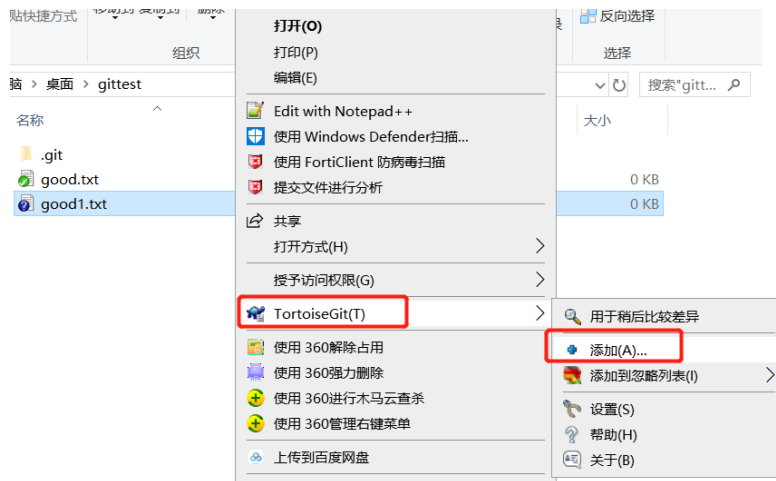 贴快捷方式 移动到 复制到 删除
反向选择
组织
选择
脑 > 桌面 > gittest
搜索"gitt...
名称
大小
.git
good.txt
0 KB
good1.txt
0 KB
打开(O)
打印(P)
编辑(E)
Edit with Notepad++
使用 Windows Defender扫描...
使用 FortiClient 防病毒扫描
提交文件进行分析
共享
打开方式(H)
授予访问权限(G)
TortoiseGit(T)
使用 360解除占用
使用 360强力删除
使用 360进行木马云查杀
使用 360管理右键菜单
上传到百度网盘
用于稍后比较差异
添加(A)...
添加到忽略列表(I)
设置(S)
帮助(H)
关于(B)